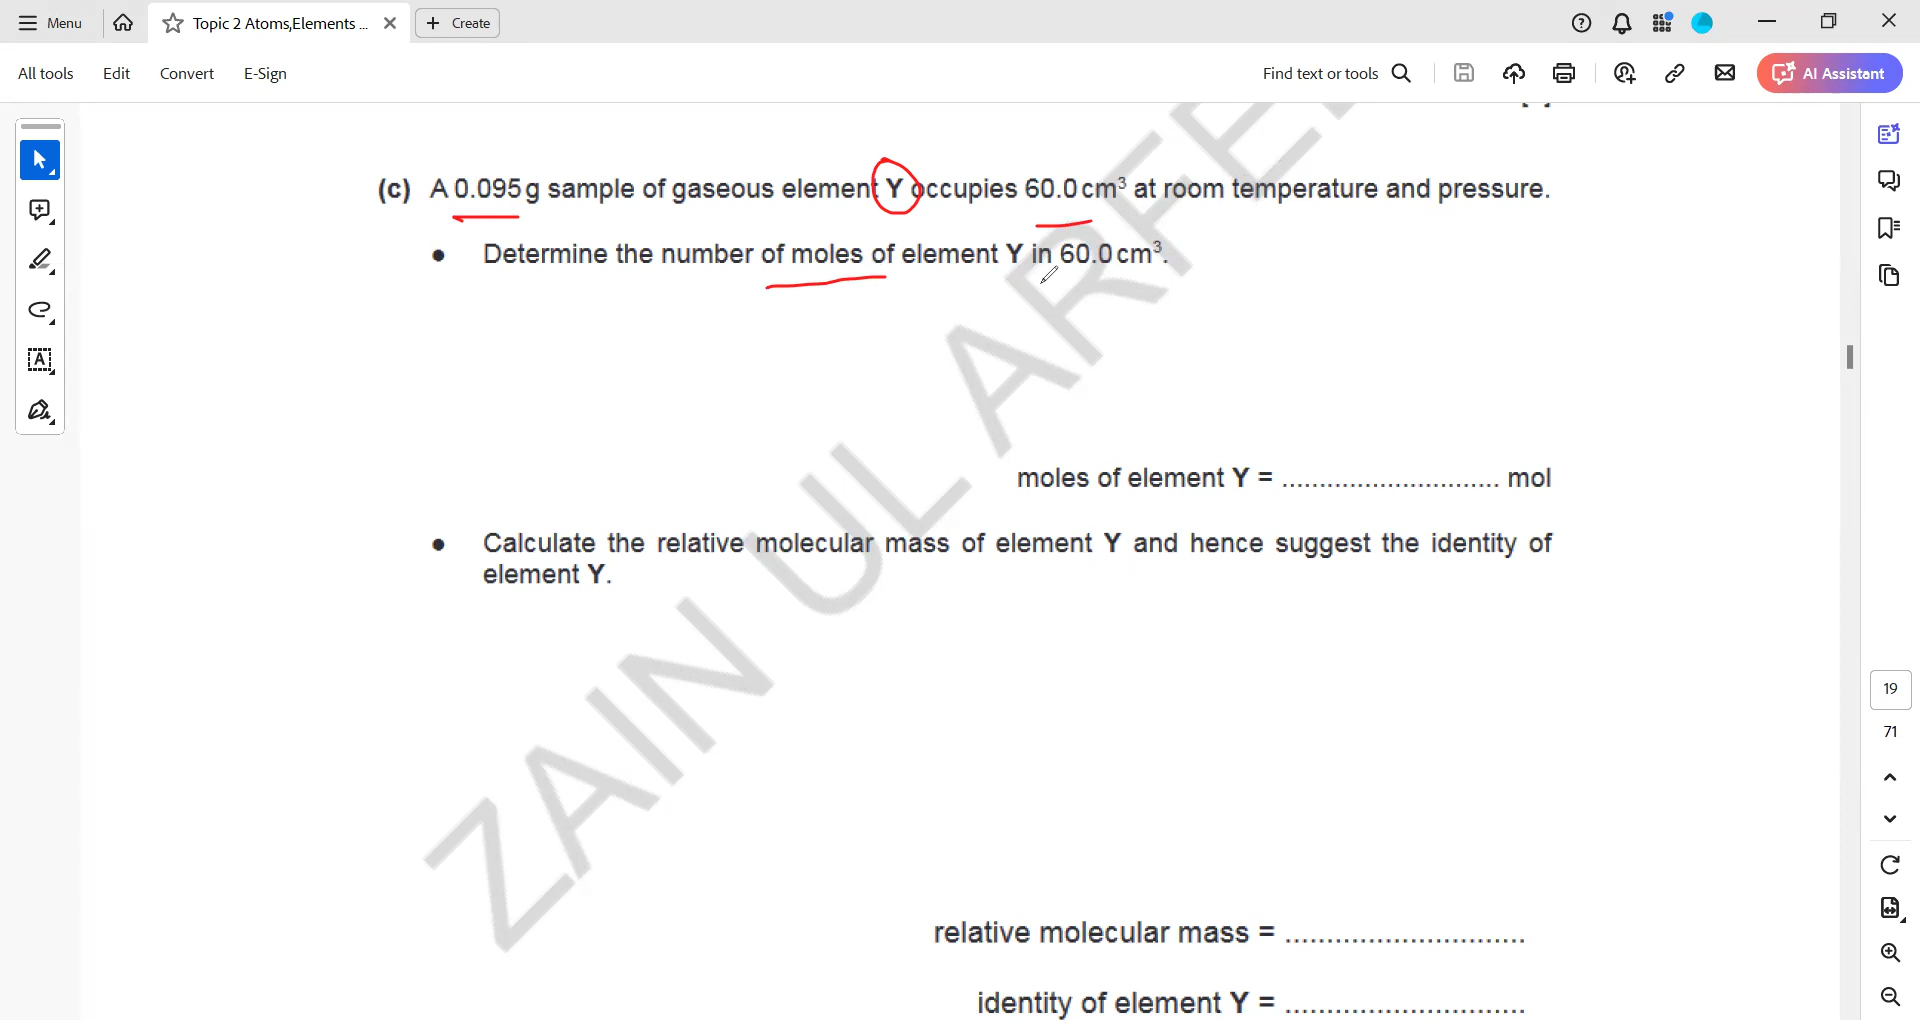 Menu
Topic 2 Atoms,Elements ...
Create
All tools
Edit
Convert
E-Sign
Find text or tools
AI Assistant
(c) A 0.095 g sample of gaseous element Y occupies 60.0 cm³ at room temperature and pressure.
● Determine the number of moles of element Y in 60.0 cm³.
moles of element Y = ............................ mol
● Calculate the relative molecular mass of element Y and hence suggest the identity of
element Y.
relative molecular mass = .............................
identity of element Y = .............................
ZAIN UL ARFE
19
71